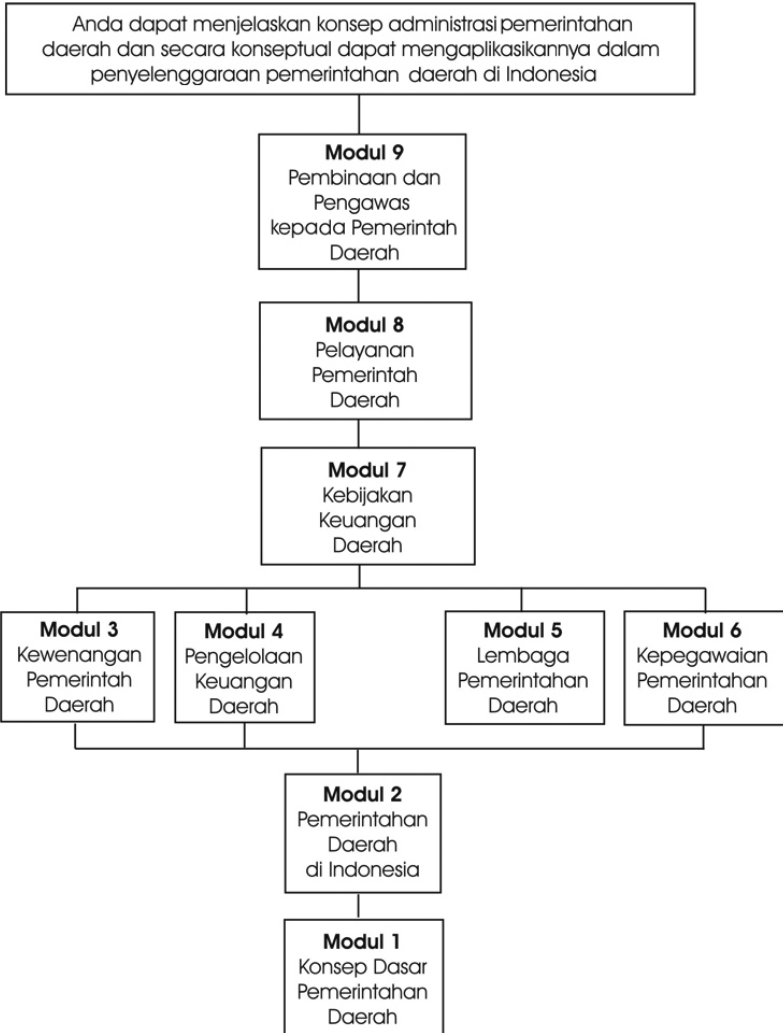 Anda dapat menjelaskan konsep administrasi pemerintahan
daerah dan secara konseptual dapat mengaplikasikannya dalam
penyelenggaraan pemerintahan daerah di Indonesia
Modul 9
Pembinaan dan
Pengawas
kepada Pemerintah
Daerah
Modul 8
Pelayanan
Pemerintah
Daerah
Modul 7
Kebijakan
Keuangan
Daerah
Modul 3
Kewenangan
Pemerintah
Daerah
Modul 4
Pengelolaan
Keuangan
Daerah
Modul 5
Lembaga
Pemerintahan
Daerah
Modul 6
Kepegawaian
Pemerintahan
Daerah
Modul 2
Pemerintahan
Daerah
di Indonesia
Modul 1
Konsep Dasar
Pemerintahan
Daerah